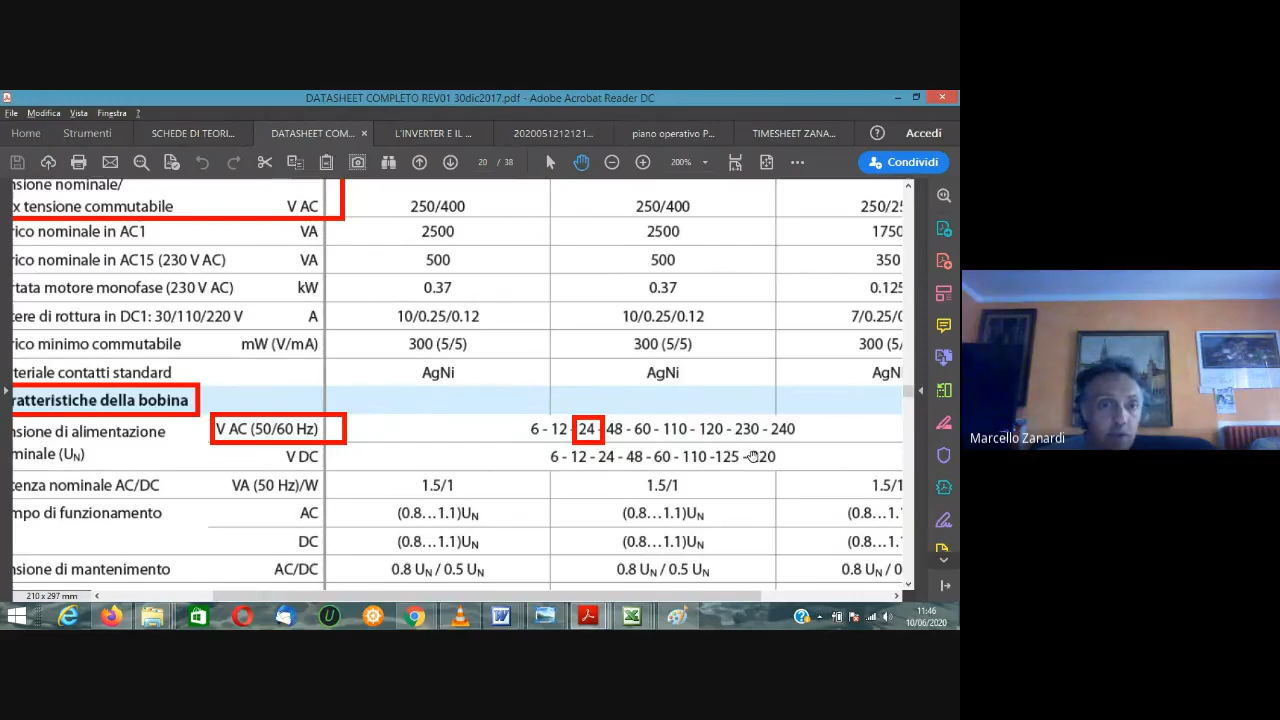 DATASHEET COMPLETO REV01 30dic2017.pdf - Adobe Acrobat Reader DC
File Modifica Vista Finestra ?
Home Strumenti SCHEDE DI TEORI... DATASHEET COM... × L'INVERTER E IL ... 2020051212121... piano operativo P... TIMESHEET ZANA... Accedi
20 / 38 200% Condividi
nsione nominale/
x tensione commutabile V AC 250/400 250/400 250/25
rico nominale in AC1 VA 2500 2500 1750
rico nominale in AC15 (230 V AC) VA 500 500 350
rtata motore monofase (230 V AC) kW 0.37 0.37 0.125
tere di rottura in DC1: 30/110/220 V A 10/0.25/0.12 10/0.25/0.12 7/0.25/0
rico minimo commutabile mW (V/mA) 300 (5/5) 300 (5/5) 300 (5/
teriale contatti standard AgNi AgNi AgN
ratteristiche della bobina
nsione di alimentazione V AC (50/60 Hz) 6 - 12 - 24 - 48 - 60 - 110 - 120 - 230 - 240
minale (UN) V DC 6 - 12 - 24 - 48 - 60 - 110 -125 - 20
tenza nominale AC/DC VA (50 Hz)/W 1.5/1 1.5/1 1.5/1
mpo di funzionamento AC (0.8…1.1)UN (0.8…1.1)UN (0.8…1.
DC (0.8…1.1)UN (0.8…1.1)UN (0.8…1.
nsione di mantenimento AC/DC 0.8 UN / 0.5 UN 0.8 UN / 0.5 UN 0.8 UN / 0
210 x 297 mm
11:46
10/06/2020
Marcello Zanardi